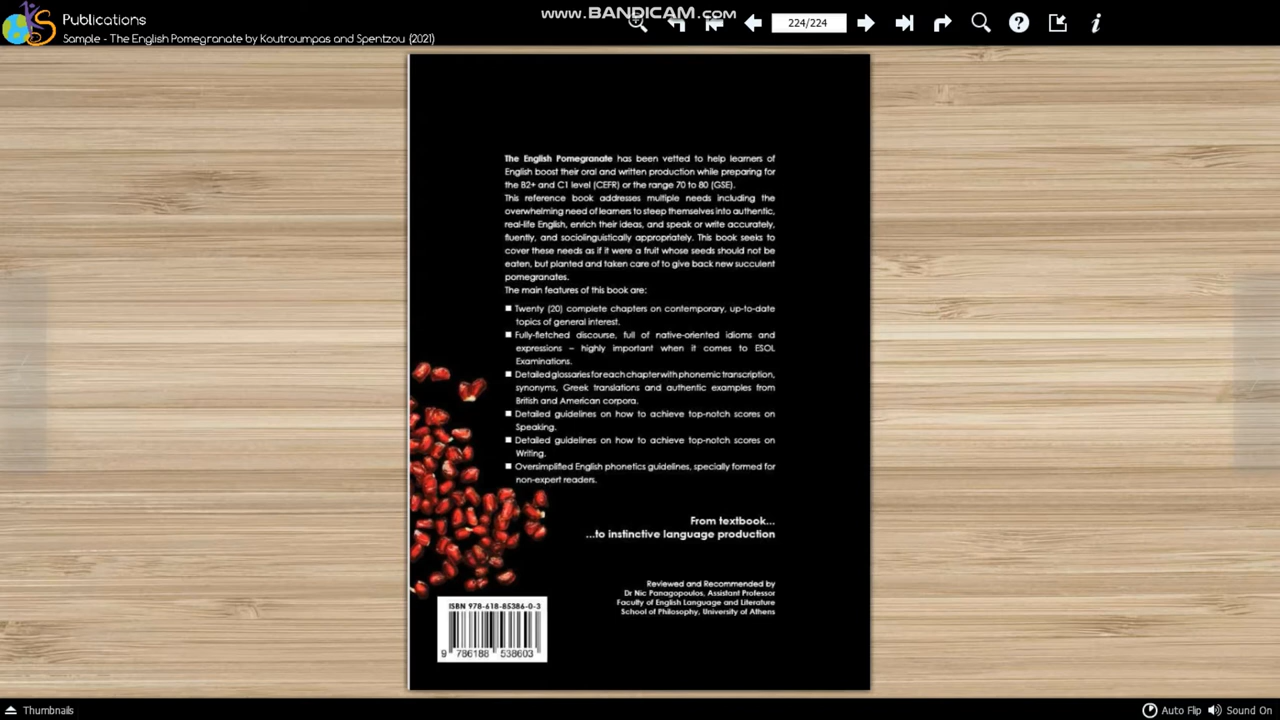 www.BANDICAM.com
Publications
Sample - The English Pomegranate by Koutroumpas and Spentzou (2021)
224/224
The English Pomegranate has been vetted to help learners of
English boost their oral and written production while preparing for
the B2+ and C1 level (CEFR) or the range 70 to 80 (GSE).
This reference book addresses multiple needs including the
overwhelming need of learners to steep themselves into authentic,
real-life English, enrich their ideas, and speak or write accurately,
fluently, and sociolinguistically appropriately. This book seeks to
cover these needs as if it were a fruit whose seeds should not be
eaten, but planted and taken care of to give back new succulent
pomegranates.
The main features of this book are:
■ Twenty (20) complete chapters on contemporary, up-to-date
topics of general interest.
■ Fully-fletched discourse, full of native-oriented idioms and
expressions – highly important when it comes to ESOL
Examinations.
■ Detailed glossaries for each chapter with phonemic transcription,
synonyms, Greek translations and authentic examples from
British and American corpora.
■ Detailed guidelines on how to achieve top-notch scores on
Speaking.
■ Detailed guidelines on how to achieve top-notch scores on
Writing.
■ Oversimplified English phonetics guidelines, specially formed for
non-expert readers.
From textbook...
...to instinctive language production
Reviewed and Recommended by
Dr Nic Panagopoulos, Assistant Professor
Faculty of English Language and Literature
School of Philosophy, University of Athens
ISBN 978-618-85386-0-3
9 786188 538603
Thumbnails
Auto Flip
Sound On